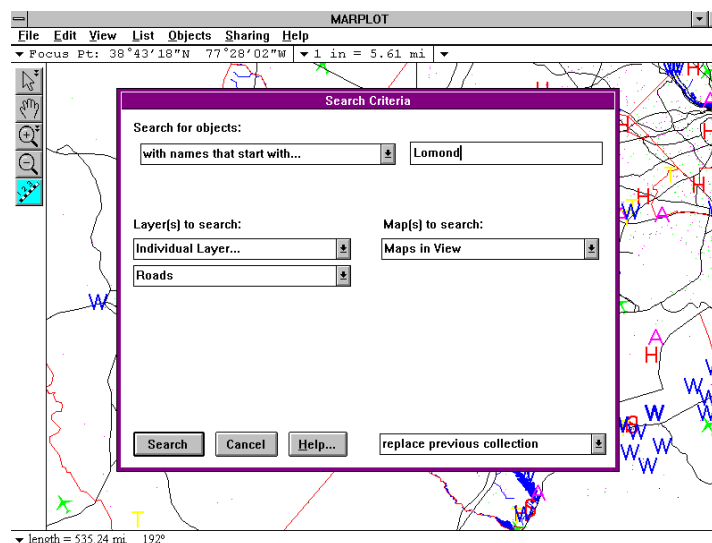 MARPLOT
File Edit View List Objects Sharing Help
Focus Pt: 38°43'18"N 77°28'02"W 1 in = 5.61 mi
Search Criteria
Search for objects:
with names that start with... Lomond
Layer(s) to search: Map(s) to search:
Individual Layer... Maps in View
Roads
Search Cancel Help... replace previous collection
W
W
T
H
A
H
H
T
H
W
A
A
H
W
W
W
W
W
A
W
T
length = 535.24 mi. 192°